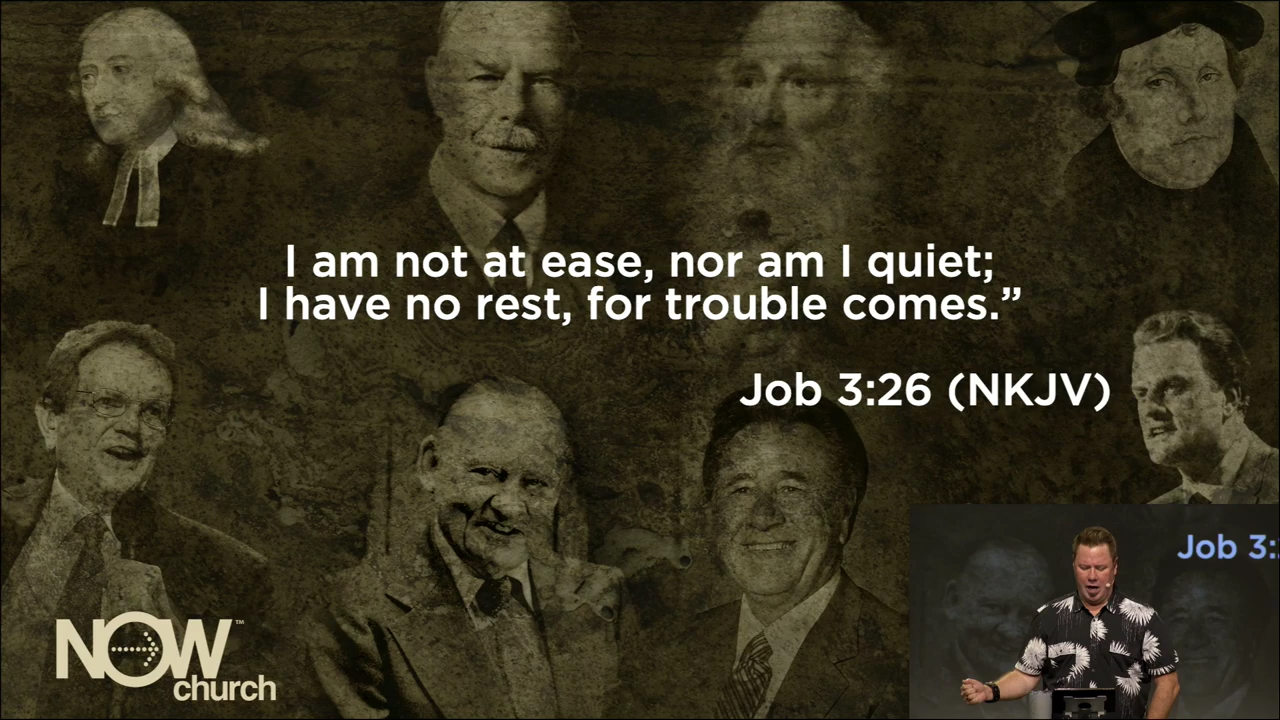 I am not at ease, nor am I quiet;
I have no rest, for trouble comes.”
Job 3:26 (NKJV)
Job 3:
NOW™
church